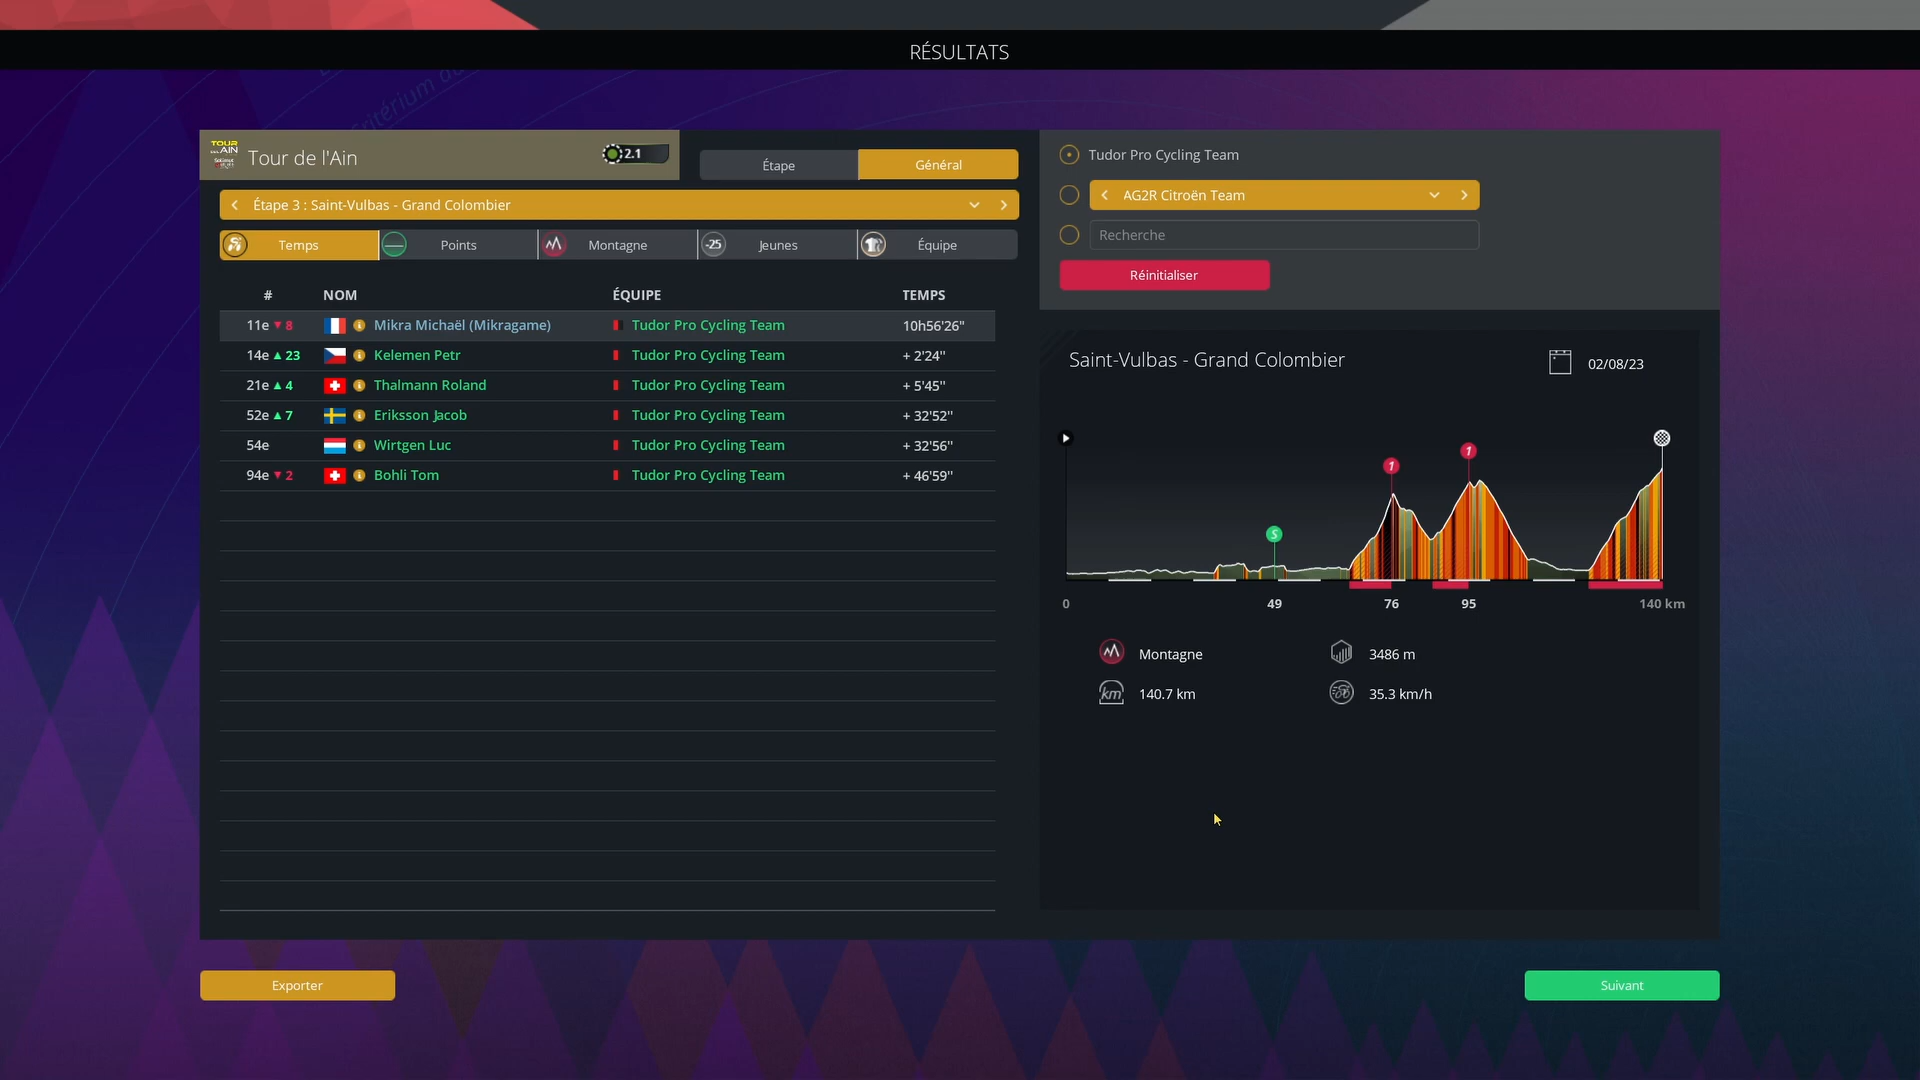 RÉSULTATS
Tour de l'Ain
2.1
Étape
Général
Étape 3 : Saint-Vulbas - Grand Colombier
Temps
Points
Montagne
-25
Jeunes
Équipe
# NOM ÉQUIPE TEMPS
11e 8 Mikra Michaël (Mikragame) Tudor Pro Cycling Team 10h56'26''
14e 23 Kelemen Petr Tudor Pro Cycling Team + 2'24''
21e 4 Thalmann Roland Tudor Pro Cycling Team + 5'45''
52e 7 Eriksson Jacob Tudor Pro Cycling Team + 32'52''
54e Wirtgen Luc Tudor Pro Cycling Team + 32'56''
94e 2 Bohli Tom Tudor Pro Cycling Team + 46'59''
Tudor Pro Cycling Team
AG2R Citroën Team
Recherche
Réinitialiser
Saint-Vulbas - Grand Colombier
02/08/23
1
1
S
0 49 76 95 140 km
Montagne
3486 m
km
140.7 km
35.3 km/h
Exporter
Suivant